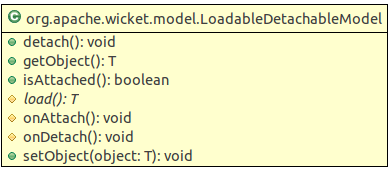 C org.apache.wicket.model.LoadableDetachableModel
detach(): void
getObject(): T
isAttached(): boolean
load(): T
onAttach(): void
onDetach(): void
setObject(object: T): void